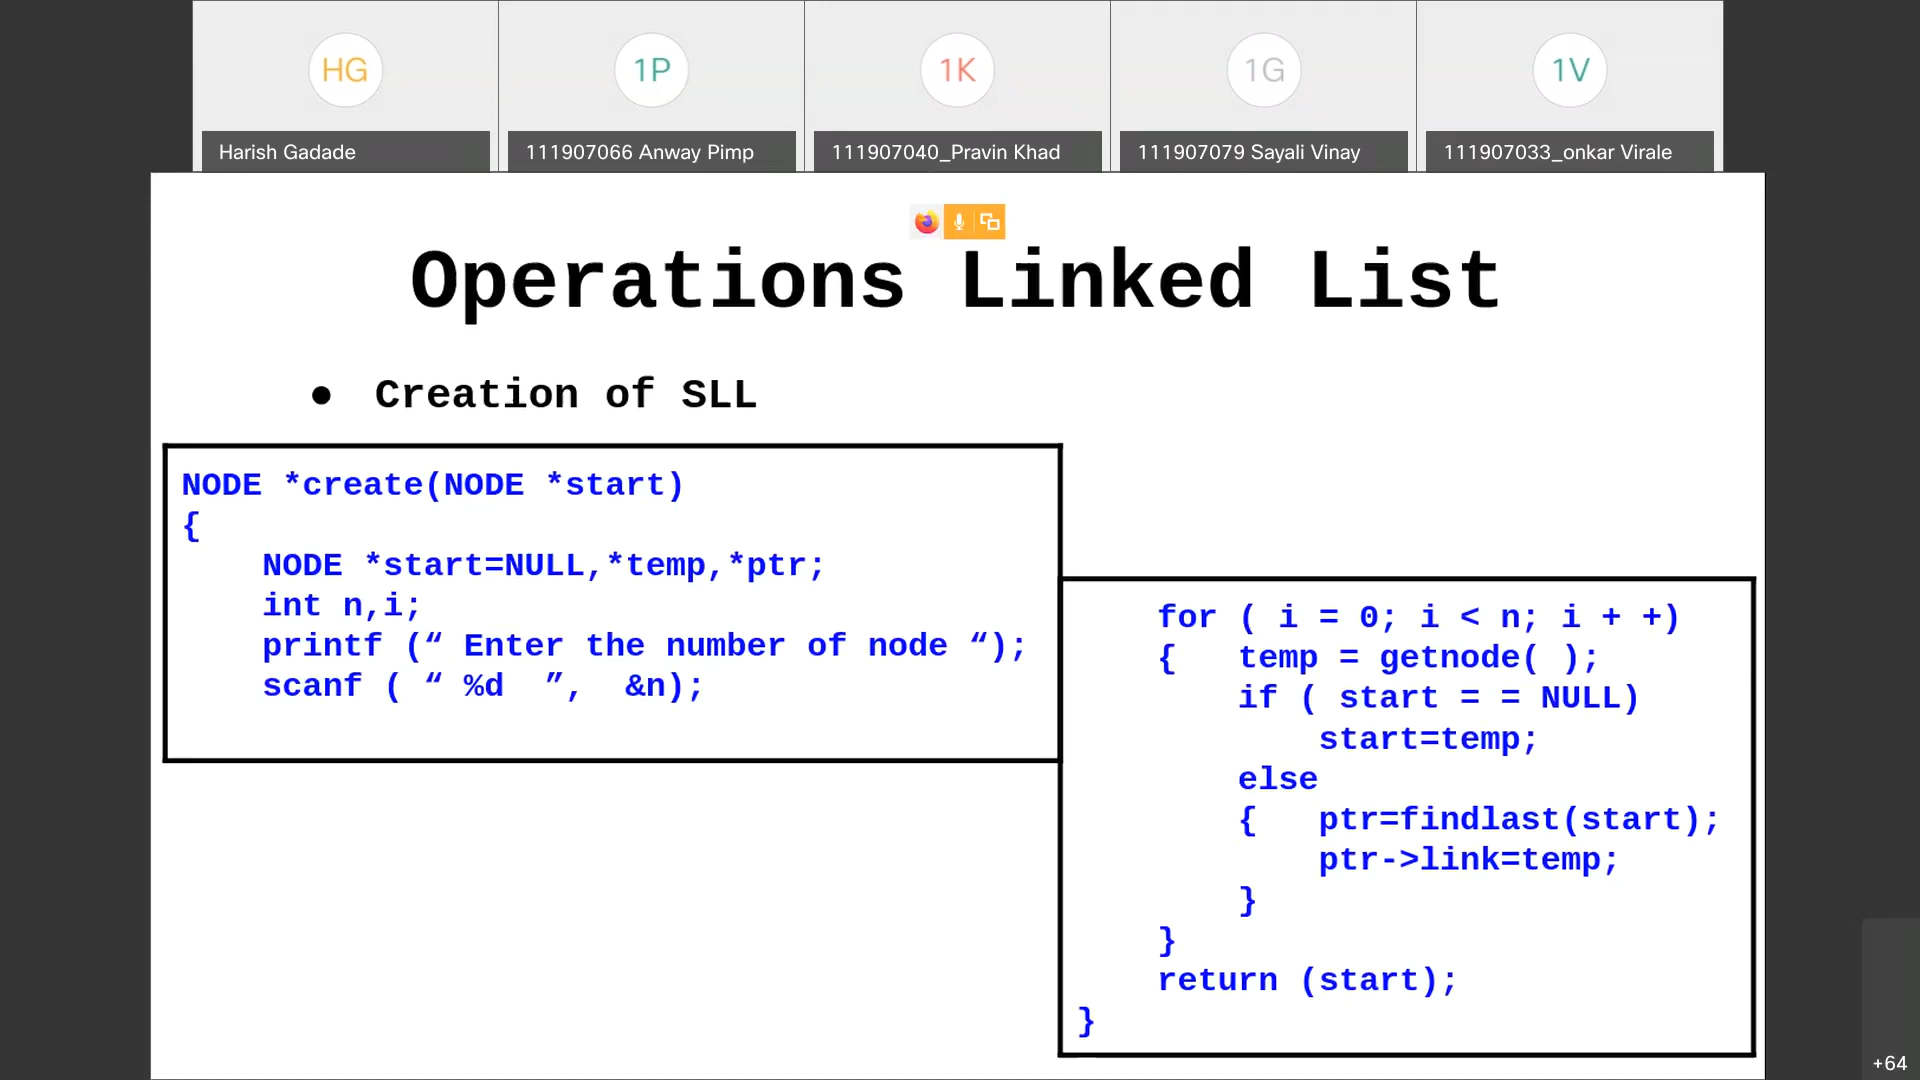 HG
1P
1K
1G
1V
Harish Gadade
111907066 Anway Pimp
111907040_Pravin Khad
111907079 Sayali Vinay
111907033_onkar Virale
Operations Linked List
● Creation of SLL
NODE *create(NODE *start)
{
NODE *start=NULL,*temp,*ptr;
int n,i;
printf (“ Enter the number of node “);
scanf ( “ %d ”, &n);
for ( i = 0; i < n; i + +)
{ temp = getnode( );
if ( start = = NULL)
start=temp;
else
{ ptr=findlast(start);
ptr->link=temp;
}
}
return (start);
}
+64